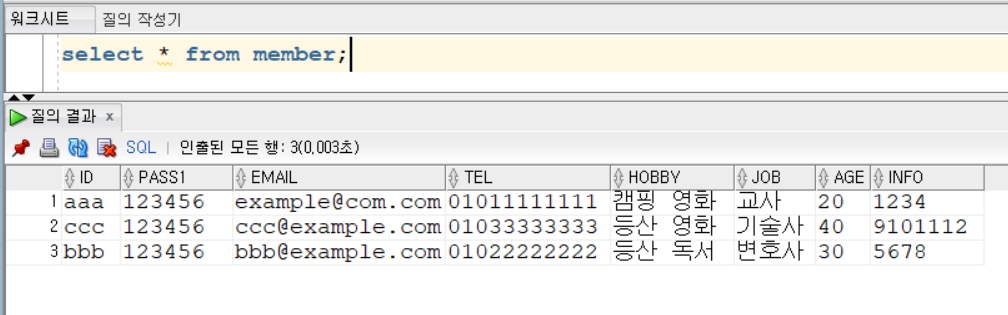 워크시트 질의 작성기
select * from member;
질의 결과 x
SQL | 인출된 모든 행: 3(0,003초)
ID PASS1 EMAIL TEL HOBBY JOB AGE INFO
1 aaa 123456 example@com.com 01011111111 캠핑 영화 교사 20 1234
2 ccc 123456 ccc@example.com 01033333333 등산 영화 기술사 40 9101112
3 bbb 123456 bbb@example.com 01022222222 등산 독서 변호사 30 5678